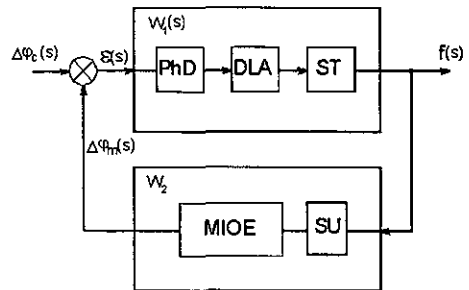 W₁(s)
Δφc(s)
ε(s)
PhD
DLA
ST
f(s)
Δφm(s)
W₂
MIOE
SU